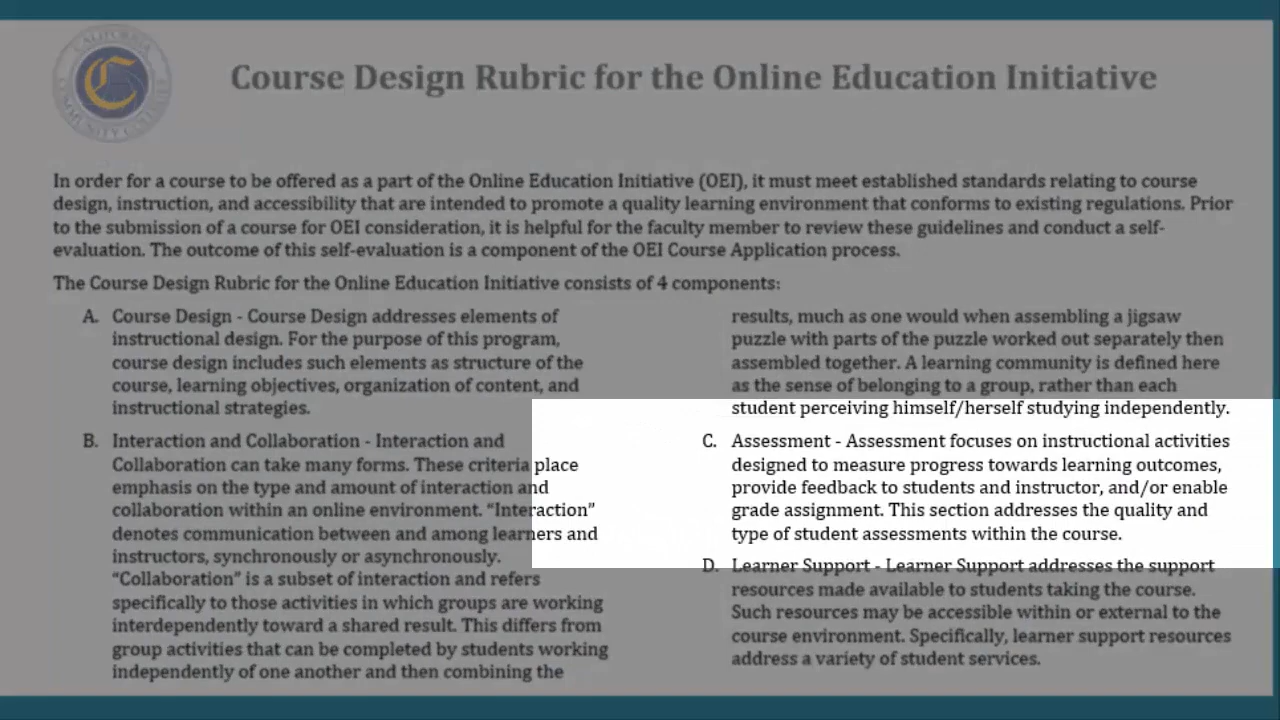 CALIFORNIA
COMMUNITY COLLEGES
Course Design Rubric for the Online Education Initiative
In order for a course to be offered as a part of the Online Education Initiative (OEI), it must meet established standards relating to course
design, instruction, and accessibility that are intended to promote a quality learning environment that conforms to existing regulations. Prior
to the submission of a course for OEI consideration, it is helpful for the faculty member to review these guidelines and conduct a self-
evaluation. The outcome of this self-evaluation is a component of the OEI Course Application process.
The Course Design Rubric for the Online Education Initiative consists of 4 components:
A. Course Design - Course Design addresses elements of
instructional design. For the purpose of this program,
course design includes such elements as structure of the
course, learning objectives, organization of content, and
instructional strategies.
B. Interaction and Collaboration - Interaction and
Collaboration can take many forms. These criteria place
emphasis on the type and amount of interaction and
collaboration within an online environment. “Interaction”
denotes communication between and among learners and
instructors, synchronously or asynchronously.
“Collaboration” is a subset of interaction and refers
specifically to those activities in which groups are working
interdependently toward a shared result. This differs from
group activities that can be completed by students working
independently of one another and then combining the
results, much as one would when assembling a jigsaw
puzzle with parts of the puzzle worked out separately then
assembled together. A learning community is defined here
as the sense of belonging to a group, rather than each
student perceiving himself/herself studying independently.
C. Assessment - Assessment focuses on instructional activities
designed to measure progress towards learning outcomes,
provide feedback to students and instructor, and/or enable
grade assignment. This section addresses the quality and
type of student assessments within the course.
D. Learner Support - Learner Support addresses the support
resources made available to students taking the course.
Such resources may be accessible within or external to the
course environment. Specifically, learner support resources
address a variety of student services.